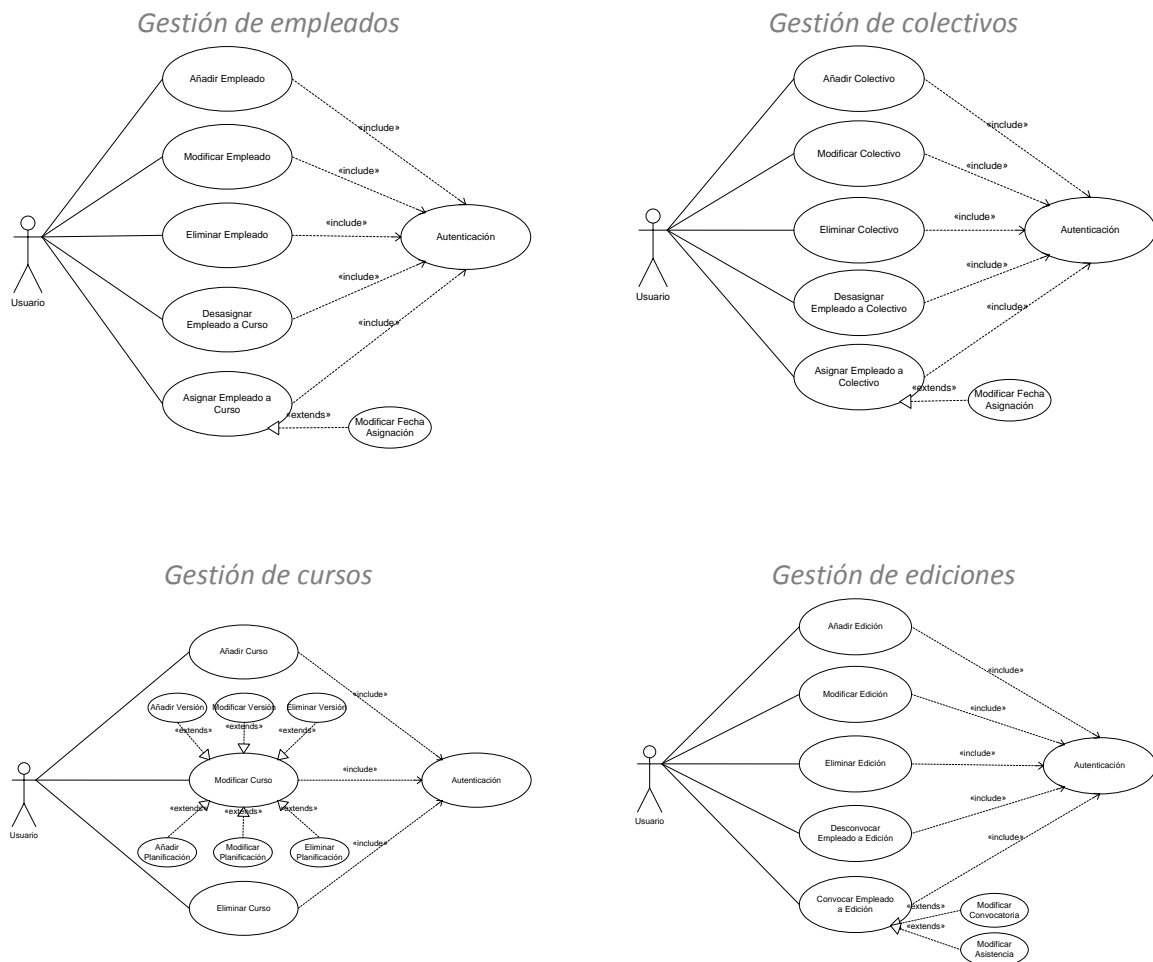 Gestión de empleados
Añadir Empleado
«include»
Modificar Empleado
«include»
Eliminar Empleado
«include»
Autenticación
Usuario
«include»
Desasignar
Empleado a Curso
«include»
Asignar Empleado a
Curso
«extends»
Modificar Fecha
Asignación
Gestión de colectivos
Añadir Colectivo
«include»
Modificar Colectivo
«include»
Eliminar Colectivo
«include»
Autenticación
Usuario
«include»
Desasignar
Empleado a Colectivo
«include»
Asignar Empleado a
Colectivo
«extends»
Modificar Fecha
Asignación
Gestión de cursos
Añadir Curso
«include»
Añadir Versión
Modificar Versión
Eliminar Versión
«extends»
«extends»
«extends»
Modificar Curso
«include»
Autenticación
Usuario
«extends»
«extends»
«extends»
Añadir
Planificación
Modificar
Planificación
Eliminar
Planificación
«include»
Eliminar Curso
Gestión de ediciones
Añadir Edición
«include»
Modificar Edición
«include»
Eliminar Edición
«include»
Autenticación
Usuario
«include»
Desconvocar
Empleado a Edición
«include»
Convocar Empleado
a Edición
«extends»
Modificar
Convocatoria
«extends»
Modificar
Asistencia